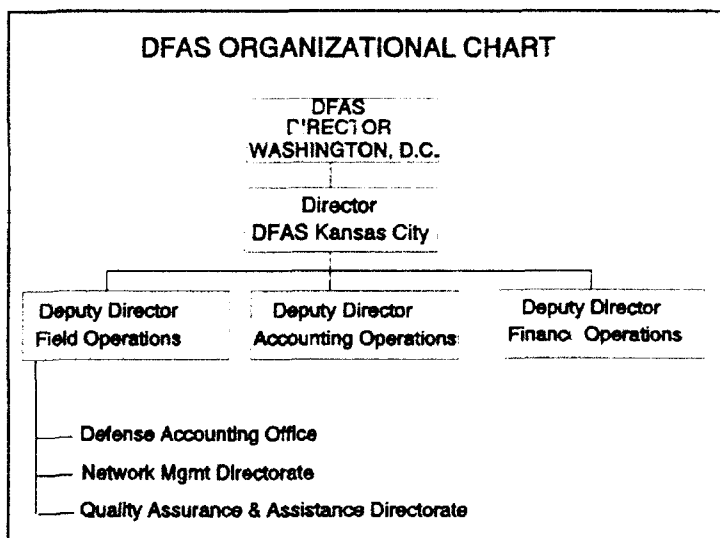 DFAS ORGANIZATIONAL CHART
DFAS
DIRECTOR
WASHINGTON, D.C.
Director
DFAS Kansas City
Deputy Director
Field Operations
Deputy Director
Accounting Operations
Deputy Director
Financ Operations
Defense Accounting Office
Network Mgmt Directorate
Quality Assurance & Assistance Directorate